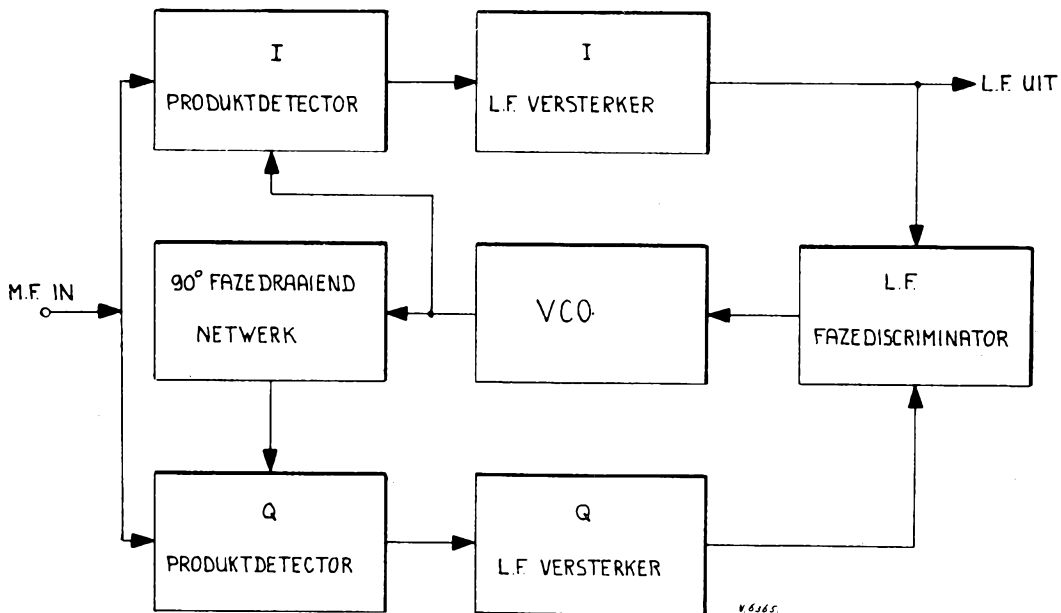 I
PRODUKTDETECTOR
I
L.F. VERSTERKER
L.F. UIT
M.F. IN
90° FAZEDRAAIEND
NETWERK
VCO.
L.F.
FAZEDISCRIMINATOR
Q
PRODUKTDETECTOR
Q
L.F. VERSTERKER